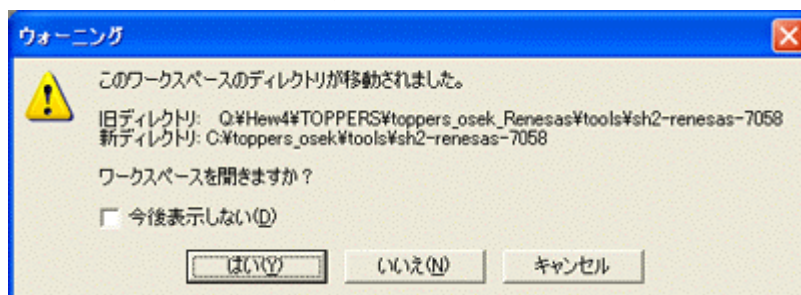 ウォーニング
このワークスペースのディレクトリが移動されました。
旧ディレクトリ: Q:¥Hew4¥TOPPERS¥toppers_osek_Renesas¥tools¥sh2-renesas-7058
新ディレクトリ: C:¥toppers_osek¥tools¥sh2-renesas-7058
ワークスペースを開きますか？
今後表示しない(D)
はい(Y) いいえ(N) キャンセル